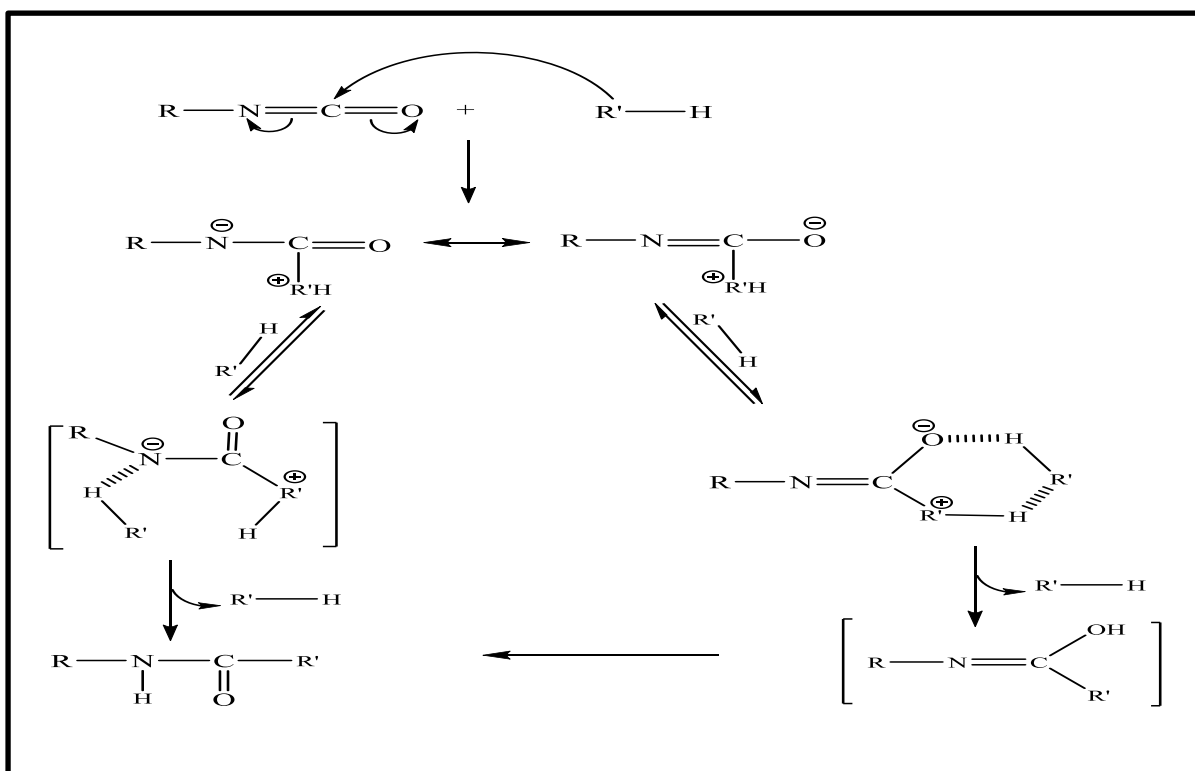 R N C O + R' H
⊖ ⊖
R N C O R N C O
⊕ R'H ⊕ R'H
H R' R' H
O ⊖
R ⊖ N C O H
H ⊕ R' R N C R'
R' H ⊕ R' H
R' H R' H
R N C R' OH
H O R N C
R'